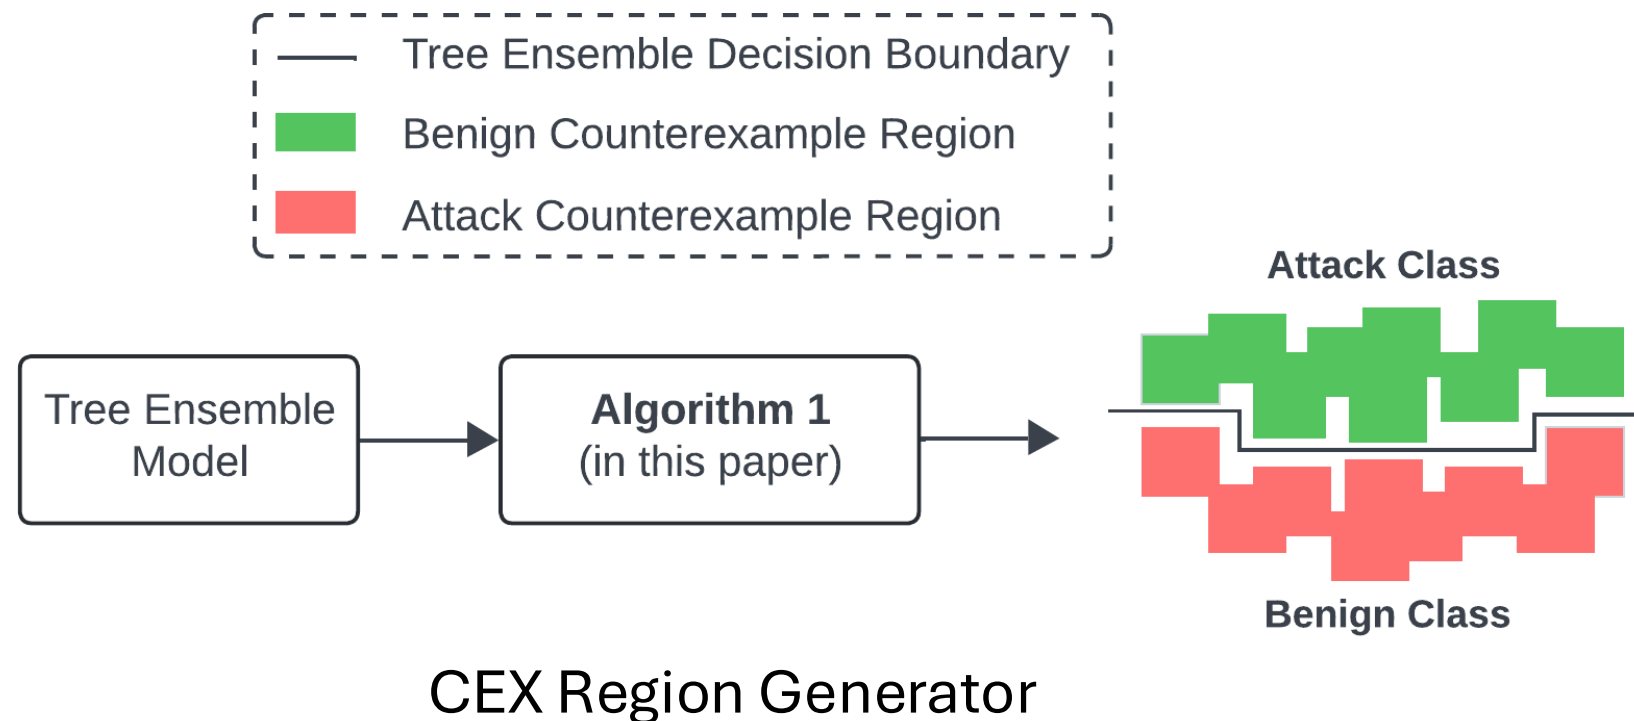 Tree Ensemble Decision Boundary
Benign Counterexample Region
Attack Counterexample Region
Attack Class
Tree Ensemble
Model
Algorithm 1
(in this paper)
Benign Class
CEX Region Generator